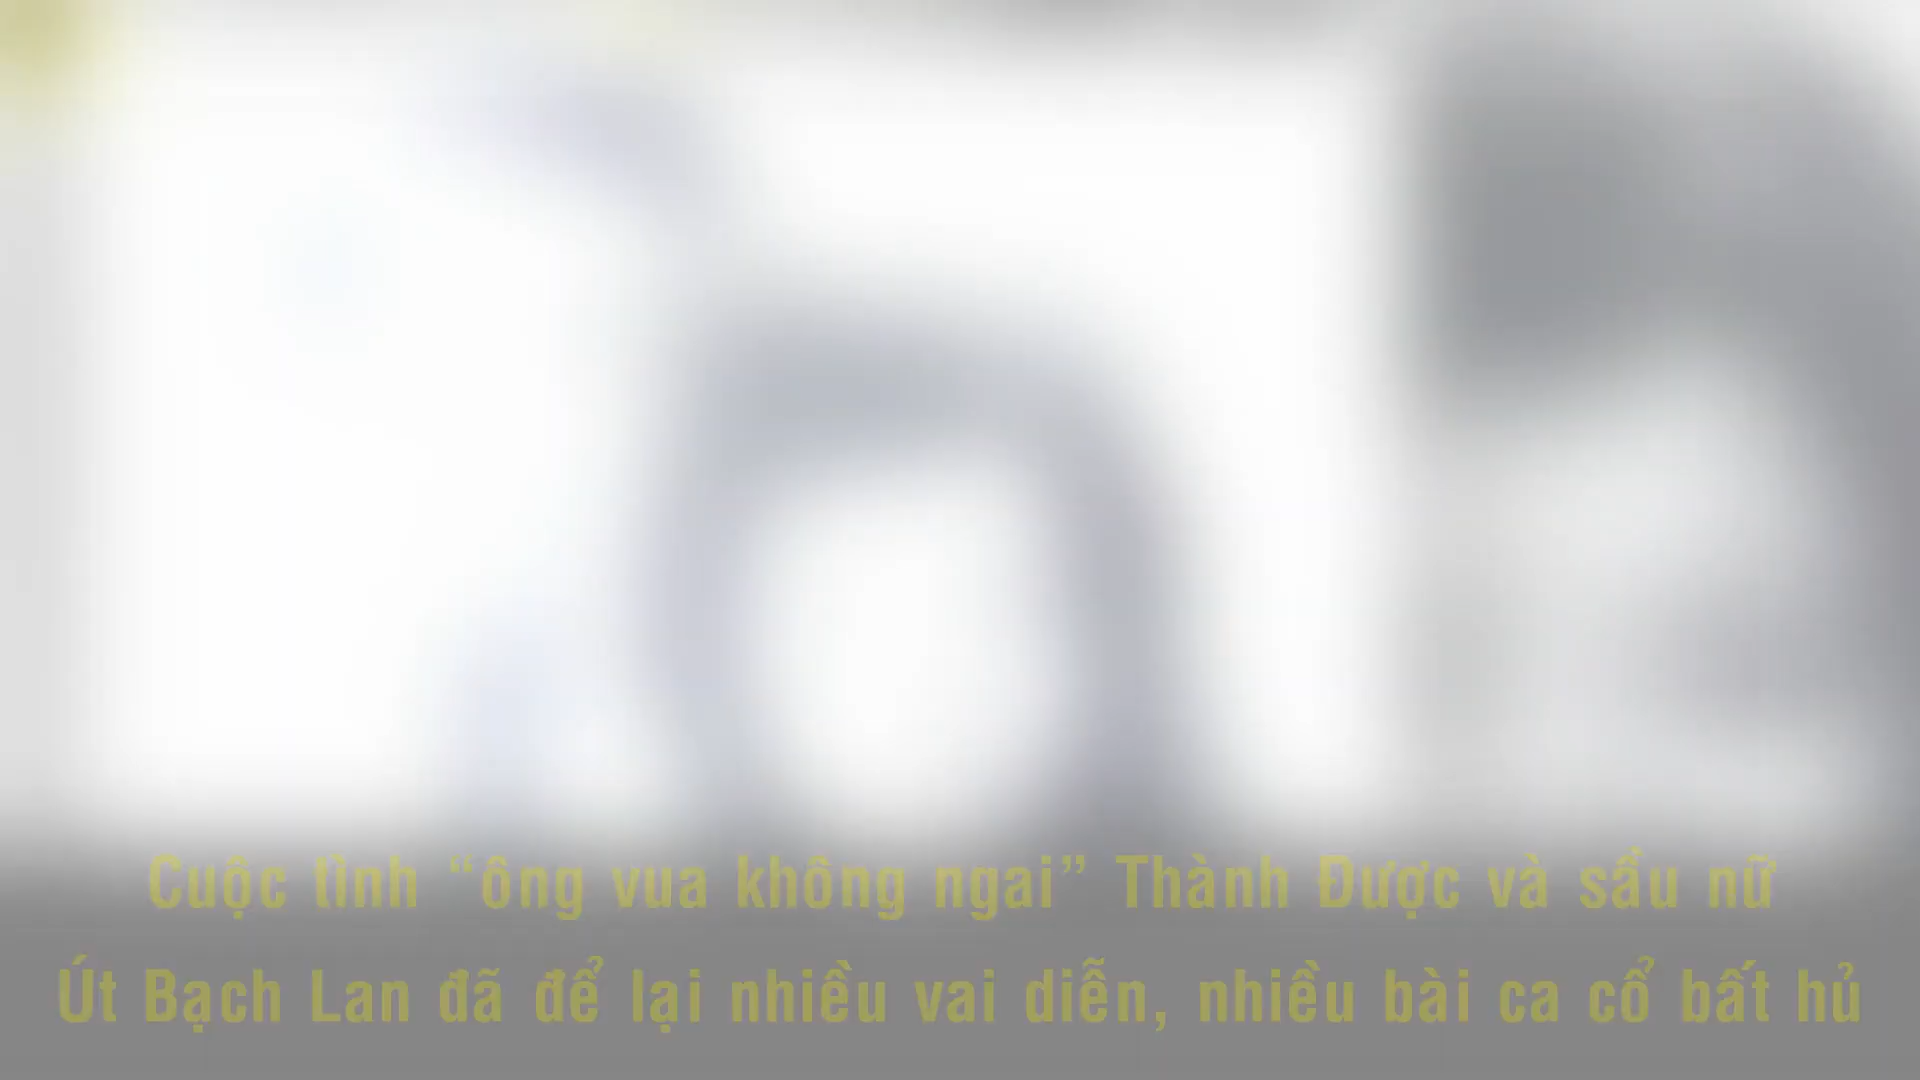 Cuộc tình “ông vua không ngai” Thành Được và sầu nữ
Út Bạch Lan đã để lại nhiều vai diễn, nhiều bài ca cổ bất hủ